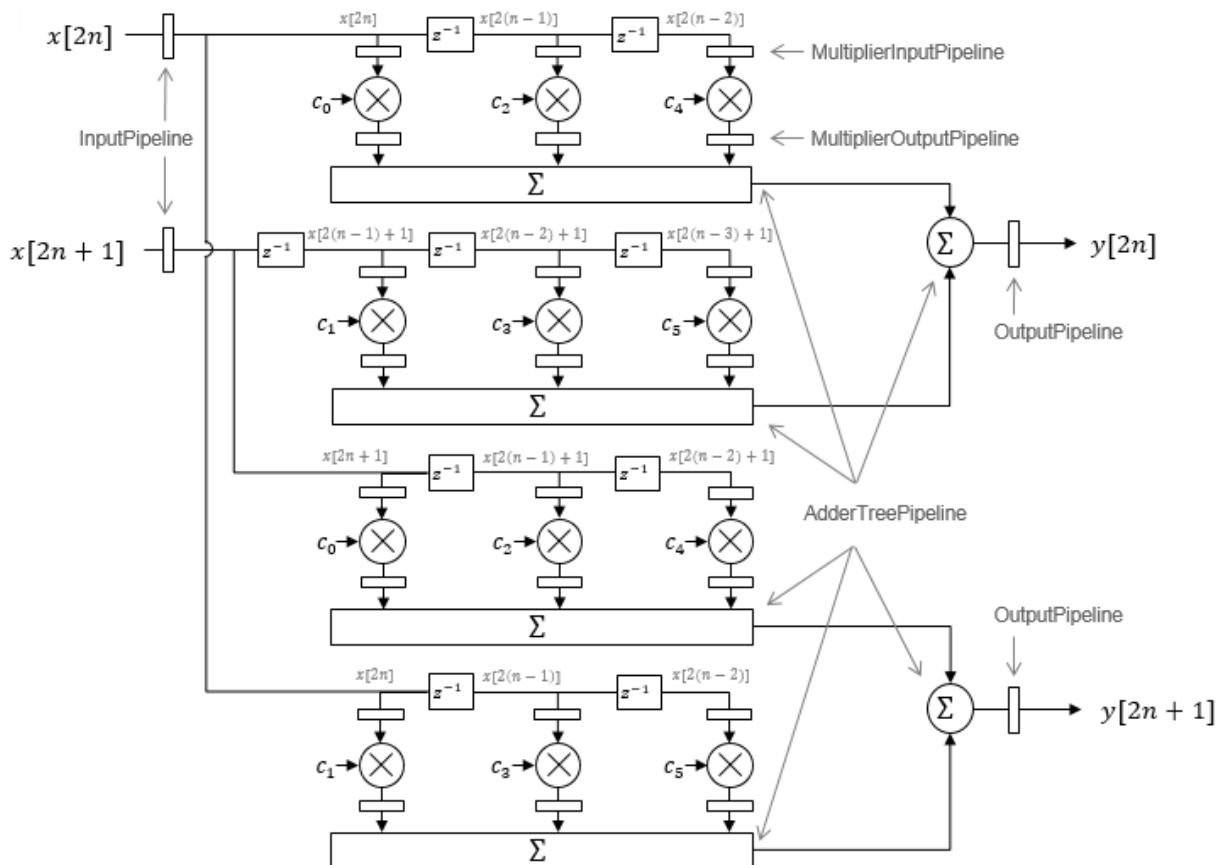 x[2n]
x[2n]
z⁻¹
x[2(n−1)]
z⁻¹
x[2(n−2)]
MultiplierInputPipeline
c₀
c₂
c₄
InputPipeline
MultiplierOutputPipeline
Σ
x[2n + 1]
z⁻¹
x[2(n−1)+1]
z⁻¹
x[2(n−2)+1]
z⁻¹
x[2(n−3)+1]
Σ
y[2n]
c₁
c₃
c₅
OutputPipeline
Σ
x[2n+1]
z⁻¹
x[2(n−1)+1]
z⁻¹
x[2(n−2)+1]
AdderTreePipeline
c₀
c₂
c₄
Σ
OutputPipeline
x[2n]
z⁻¹
x[2(n−1)]
z⁻¹
x[2(n−2)]
Σ
y[2n + 1]
c₁
c₃
c₅
Σ